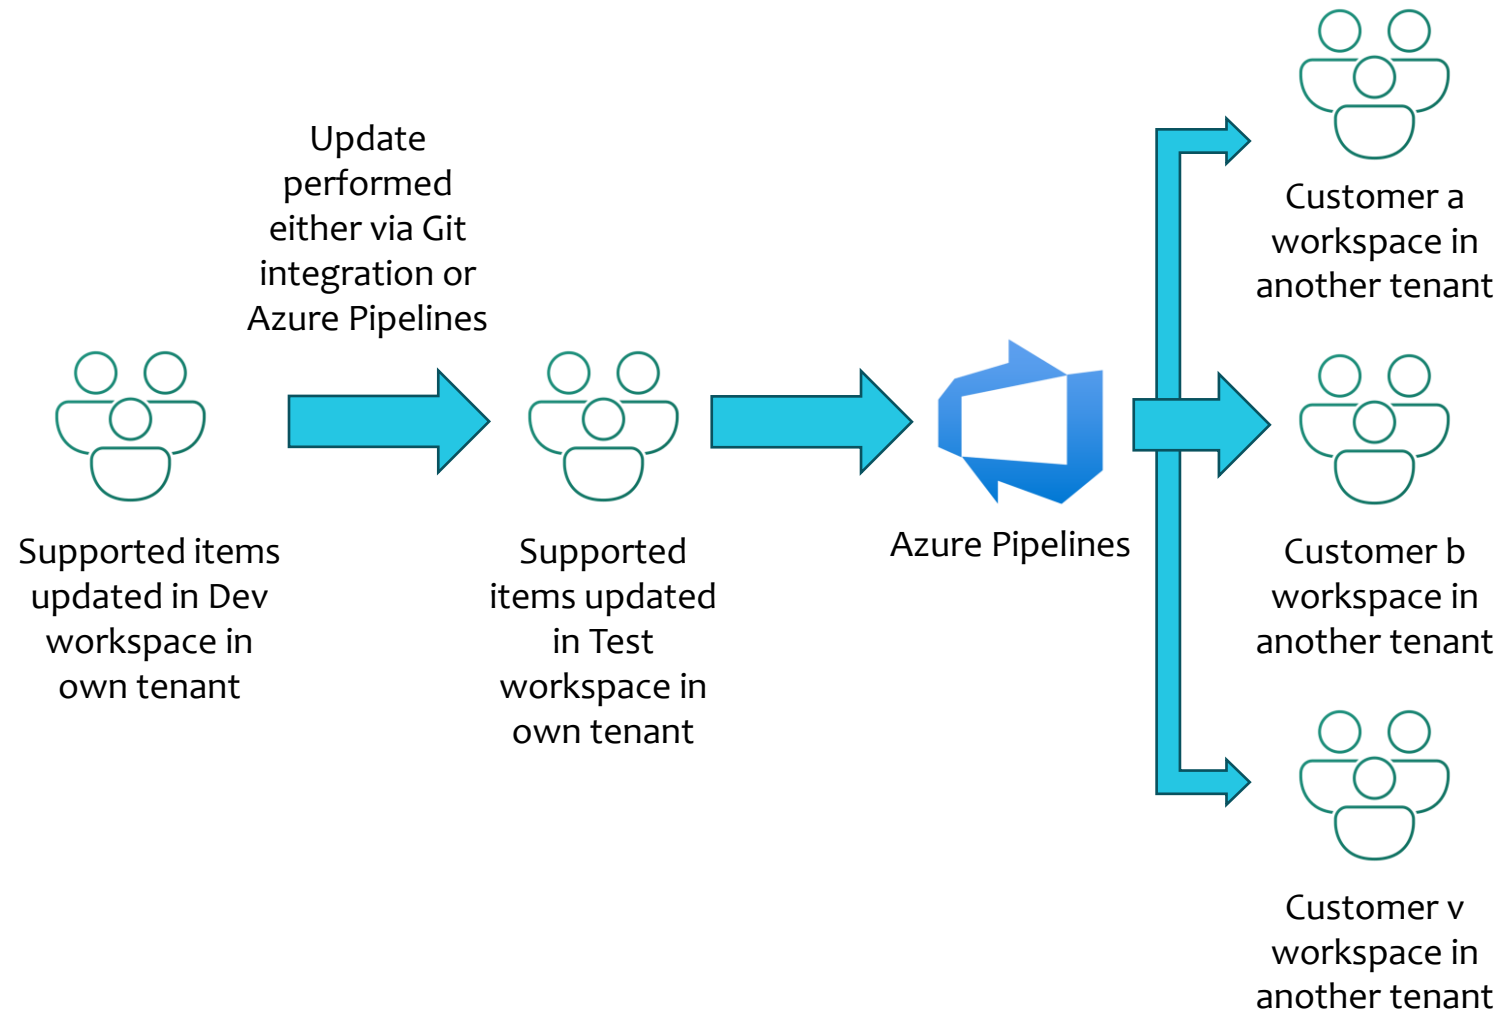 Update
performed
either via Git
integration or
Azure Pipelines
Supported items
updated in Dev
workspace in
own tenant
Supported
items updated
in Test
workspace in
own tenant
Azure Pipelines
Customer a
workspace in
another tenant
Customer b
workspace in
another tenant
Customer v
workspace in
another tenant